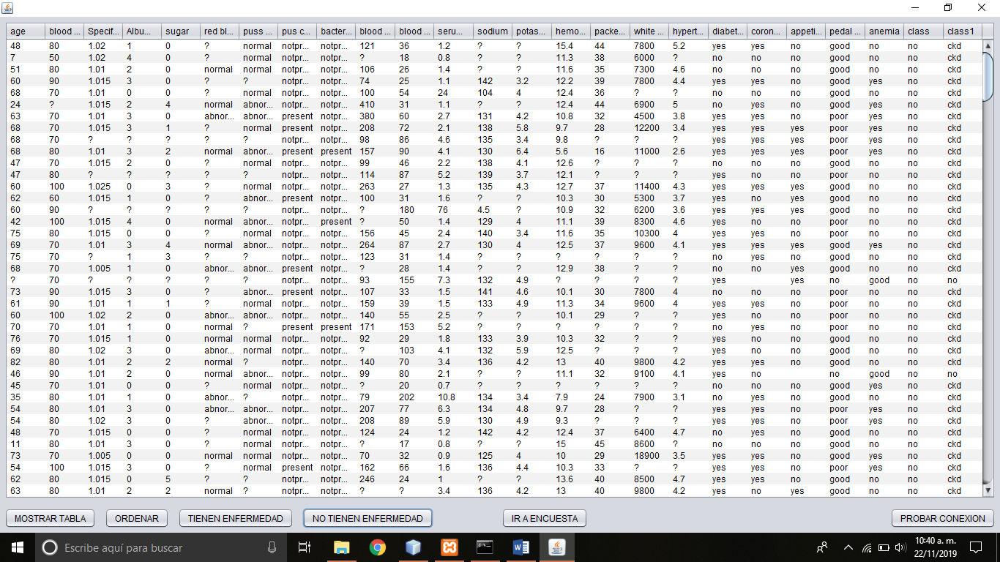 age blood ... Specif... Albu... sugar red bl... puss ... pus c... bacter... blood ... blood ... seru... sodium potas... hemo... packe... white ... hypert... diabet... coron... appeti... pedal ... anemia class class1
48 80 1.02 1 0 ? normal notpr... notpr... 121 36 1.2 ? ? 15.4 44 7800 5.2 yes yes no good no no ckd
7 50 1.02 4 0 ? normal notpr... notpr... ? 18 0.8 ? ? 11.3 38 6000 ? no no no good no no ckd
51 80 1.01 2 0 normal normal notpr... notpr... 106 26 1.4 ? ? 11.6 35 7300 4.6 no no no good no no ckd
60 90 1.015 3 0 ? ? notpr... notpr... 74 25 1.1 142 3.2 12.2 39 7800 4.4 yes yes no good yes no ckd
68 70 1.01 0 0 ? normal notpr... notpr... 100 54 24 104 4 12.4 36 ? ? no no no good no no ckd
24 ? 1.015 2 4 normal abnor... notpr... notpr... 410 31 1.1 ? ? 12.4 44 6900 5 no yes no good yes no ckd
63 70 1.01 3 0 abnor... abnor... present notpr... 380 60 2.7 131 4.2 10.8 32 4500 3.8 yes yes no poor yes no ckd
68 70 1.015 3 1 ? normal present notpr... 208 72 2.1 138 5.8 9.7 28 12200 3.4 yes yes yes poor yes no ckd
68 70 ? ? ? ? ? notpr... notpr... 98 86 4.6 135 3.4 9.8 ? ? ? yes yes yes poor yes no ckd
68 80 1.01 3 2 normal abnor... present present 157 90 4.1 130 6.4 5.6 16 11000 2.6 yes yes yes poor yes no ckd
47 70 1.015 2 0 ? normal notpr... notpr... 99 46 2.2 138 4.1 12.6 ? ? ? no no no good no no ckd
47 80 ? ? ? ? ? notpr... notpr... 114 87 5.2 139 3.7 12.1 ? ? ? yes no no poor no no ckd
60 100 1.025 0 3 ? normal notpr... notpr... 263 27 1.3 135 4.3 12.7 37 11400 4.3 yes yes yes good no no ckd
62 60 1.015 1 0 ? abnor... present notpr... 100 31 1.6 ? ? 10.3 30 5300 3.7 yes no yes good no no ckd
60 90 ? ? ? ? ? notpr... notpr... ? 180 76 4.5 ? 10.9 32 6200 3.6 yes yes yes good no no ckd
42 100 1.015 4 0 normal abnor... notpr... present ? 50 1.4 129 4 11.1 39 8300 4.6 yes no no poor no no ckd
75 80 1.015 0 0 ? normal notpr... notpr... 156 45 2.4 140 3.4 11.6 35 10300 4 yes yes no poor no no ckd
69 70 1.01 3 4 normal abnor... notpr... notpr... 264 87 2.7 130 4 12.5 37 9600 4.1 yes yes yes good yes no ckd
75 70 ? 1 3 ? ? notpr... notpr... 123 31 1.4 ? ? ? ? ? ? no yes no good no no ckd
68 70 1.005 1 0 abnor... abnor... present notpr... ? 28 1.4 ? ? 12.9 38 ? ? no no yes good no no ckd
? 70 ? ? ? ? ? notpr... notpr... 93 155 7.3 132 4.9 ? ? ? ? yes yes no good no no
73 90 1.015 3 0 ? abnor... present notpr... 107 33 1.5 141 4.6 10.1 30 7800 4 no no no poor no no ckd
61 90 1.01 1 1 ? normal notpr... notpr... 159 39 1.5 133 4.9 11.3 34 9600 4 yes yes no poor no no ckd
60 100 1.02 2 0 abnor... abnor... notpr... notpr... 140 55 2.5 ? ? 10.1 29 ? ? yes no no poor no no ckd
70 70 1.01 1 0 normal ? present present 171 153 5.2 ? ? ? ? ? ? no yes no poor no no ckd
76 70 1.015 1 0 normal normal notpr... notpr... 92 29 1.8 133 3.9 10.3 32 ? ? yes no no good no no ckd
69 80 1.02 3 0 abnor... normal notpr... notpr... ? 103 4.1 132 5.9 12.5 ? ? ? yes no no good no no ckd
82 80 1.01 2 2 normal ? notpr... notpr... 140 70 3.4 136 4.2 13 40 9800 4.2 yes yes no good no no ckd
46 90 1.01 2 0 normal abnor... notpr... notpr... 99 80 2.1 ? ? 11.1 32 9100 4.1 yes no no good no no
45 70 1.01 0 0 ? normal notpr... notpr... ? 20 0.7 ? ? ? ? ? ? no no no good yes no ckd
35 80 1.01 1 0 abnor... ? notpr... notpr... 79 202 10.8 134 3.4 7.9 24 7900 3.1 no yes no good no no ckd
54 80 1.01 3 0 abnor... abnor... notpr... notpr... 207 77 6.3 134 4.8 9.7 28 ? ? yes yes no poor yes no ckd
54 80 1.02 3 0 ? abnor... notpr... notpr... 208 89 5.9 130 4.9 9.3 ? ? ? yes yes no poor yes no ckd
48 70 1.015 0 0 ? normal notpr... notpr... 124 24 1.2 142 4.2 12.4 37 6400 4.7 no yes no good no no ckd
11 80 1.01 3 0 ? normal notpr... notpr... ? 17 0.8 ? ? 15 45 8600 ? no no no good no no ckd
73 70 1.005 0 0 normal normal notpr... notpr... 70 32 0.9 125 4 10 29 18900 3.5 yes yes no good yes no ckd
54 100 1.015 3 0 ? normal present notpr... 162 66 1.6 136 4.4 10.3 33 ? ? yes yes no poor yes no ckd
62 80 1.015 0 5 ? ? notpr... notpr... 246 24 1 ? ? 13.6 40 8500 4.7 yes yes no good no no ckd
63 80 1.01 2 2 normal ? notpr... notpr... ? ? 3.4 136 4.2 13 40 9800 4.2 yes no yes good no no ckd
MOSTRAR TABLA ORDENAR TIENEN ENFERMEDAD NO TIENEN ENFERMEDAD IR A ENCUESTA PROBAR CONEXION
Escribe aquí para buscar
10:40 a. m.
22/11/2019